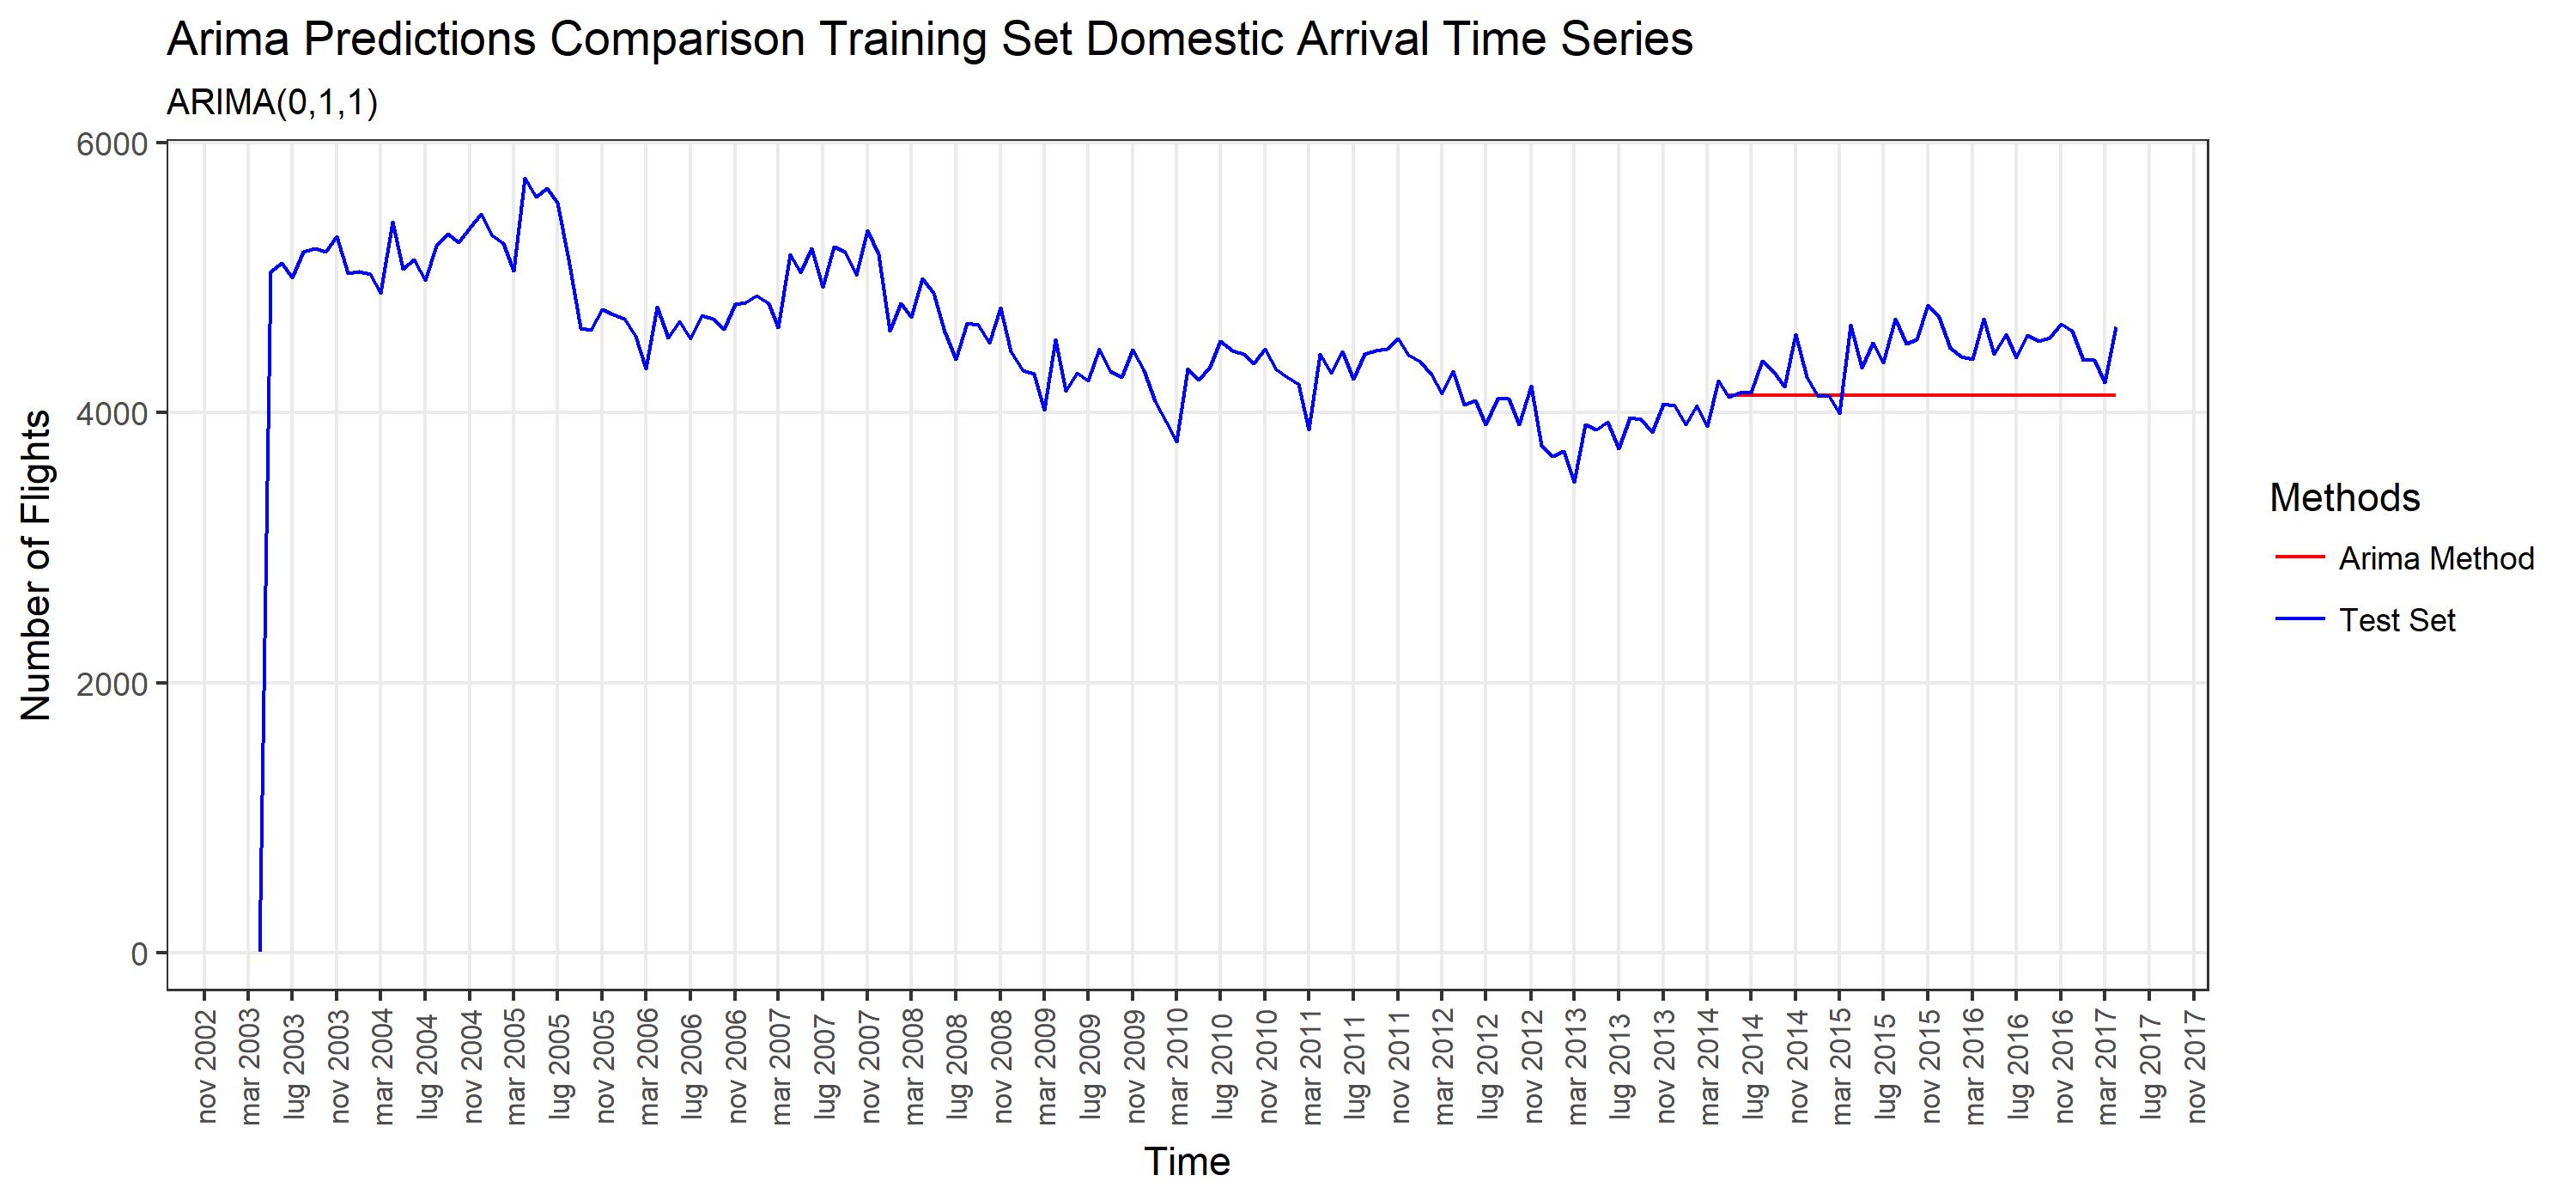 Arima Predictions Comparison Training Set Domestic Arrival Time Series
ARIMA(0,1,1)
6000
4000
2000
0
Number of Flights
nov 2002
mar 2003
lug 2003
nov 2003
mar 2004
lug 2004
nov 2004
mar 2005
lug 2005
nov 2005
mar 2006
lug 2006
nov 2006
mar 2007
lug 2007
nov 2007
mar 2008
lug 2008
nov 2008
mar 2009
lug 2009
nov 2009
mar 2010
lug 2010
nov 2010
mar 2011
lug 2011
nov 2011
mar 2012
lug 2012
nov 2012
mar 2013
lug 2013
nov 2013
mar 2014
lug 2014
nov 2014
mar 2015
lug 2015
nov 2015
mar 2016
lug 2016
nov 2016
mar 2017
lug 2017
nov 2017
Time
Methods
Arima Method
Test Set